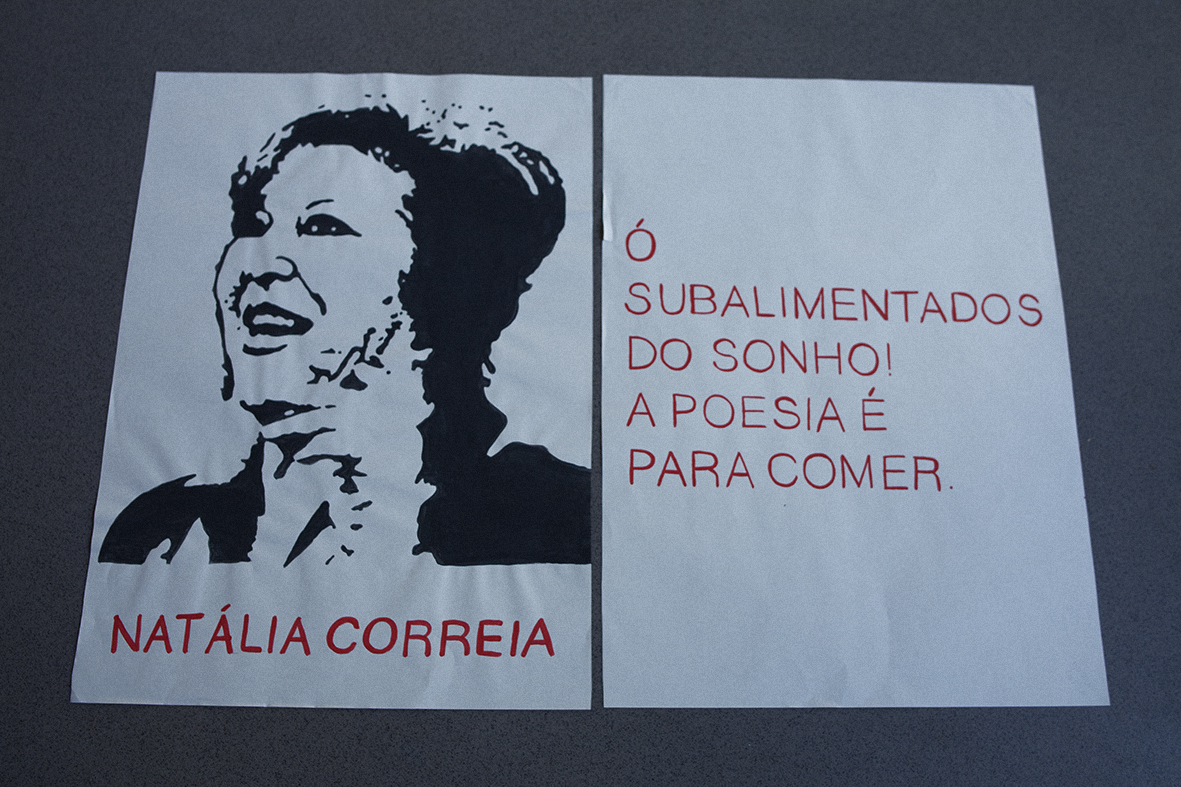 NATÁLIA CORREIA
Ó
SUBALIMENTADOS
DO SONHO!
A POESIA É
PARA COMER.